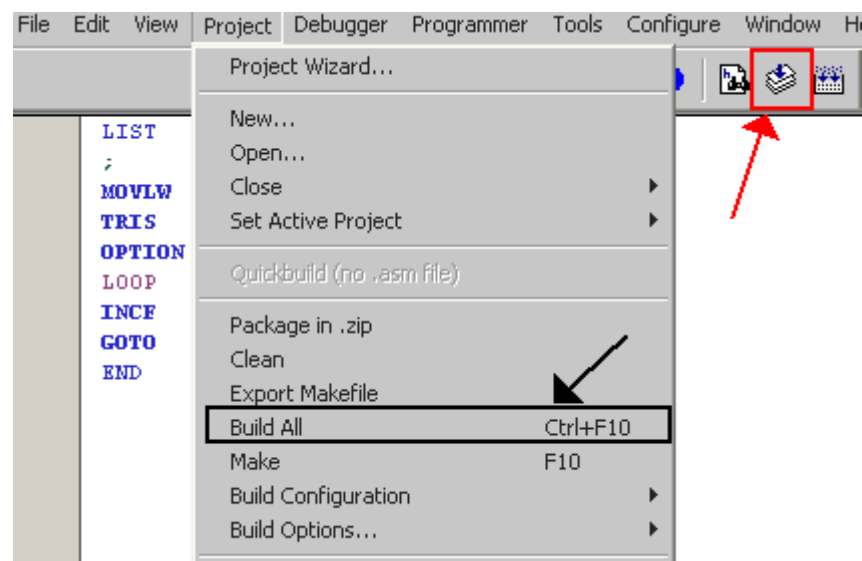 File Edit View Project Debugger Programmer Tools Configure Window
Project Wizard...
New...
Open...
Close
Set Active Project
Quickbuild (no .asm file)
Package in .zip
Clean
Export Makefile
Build All Ctrl+F10
Make F10
Build Configuration
Build Options...
LIST
;
MOVLW
TRIS
OPTION
LOOP
INCF
GOTO
END